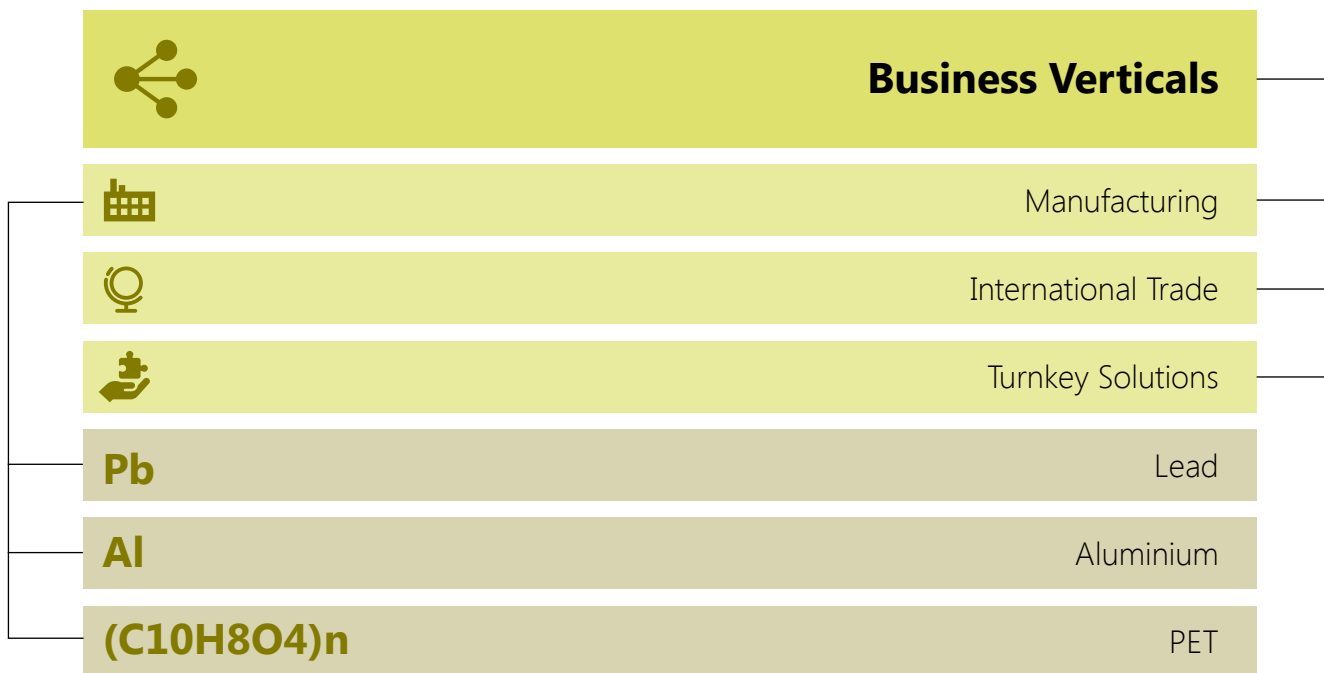 Business Verticals
Manufacturing
International Trade
Turnkey Solutions
Pb Lead
Al Aluminium
(C10H8O4)n PET